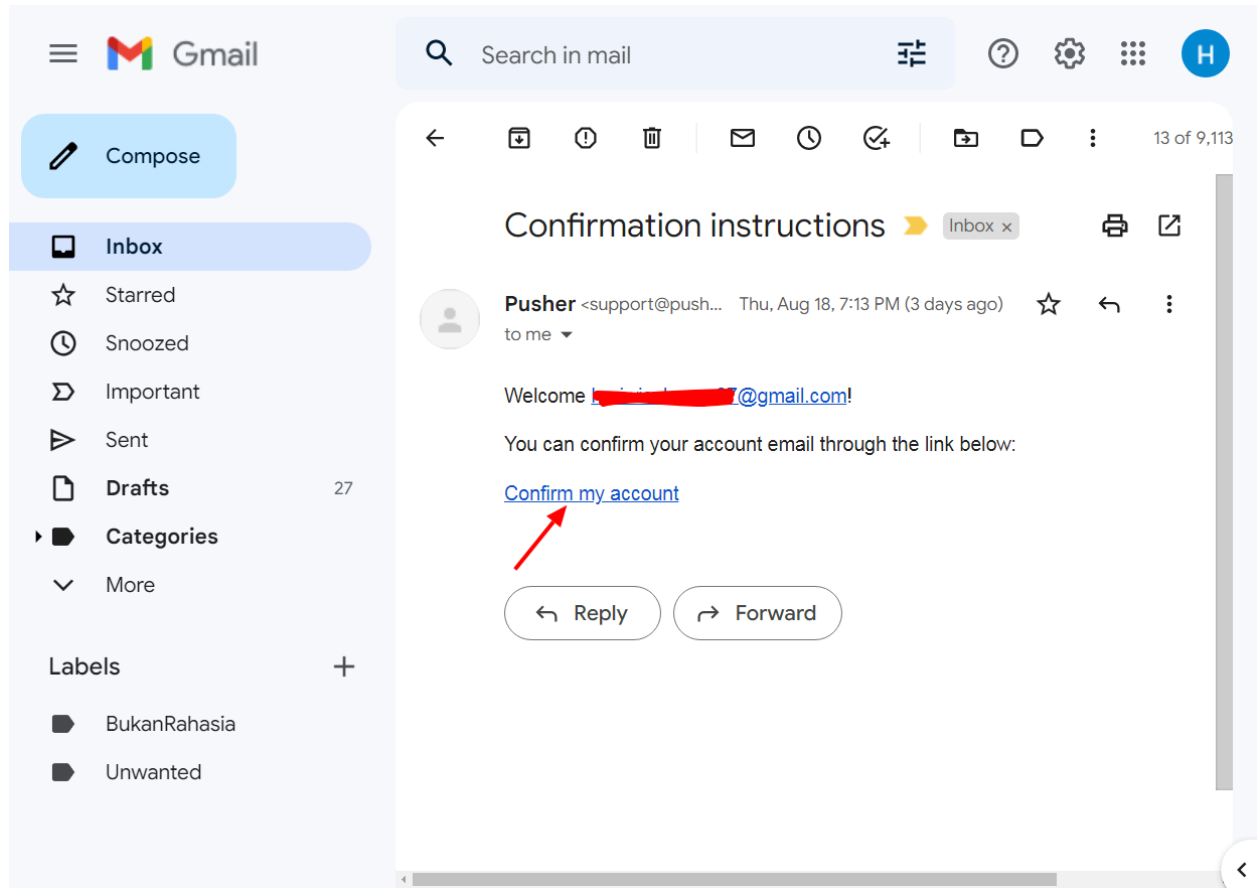 Gmail
Search in mail
H
Compose
13 of 9,113
Inbox
Starred
Snoozed
Important
Sent
Drafts 27
Categories
More
Labels
BukanRahasia
Unwanted
Confirmation instructions Inbox ×
Pusher <support@push... Thu, Aug 18, 7:13 PM (3 days ago)
to me
Welcome @gmail.com!
You can confirm your account email through the link below:
Confirm my account
Reply Forward